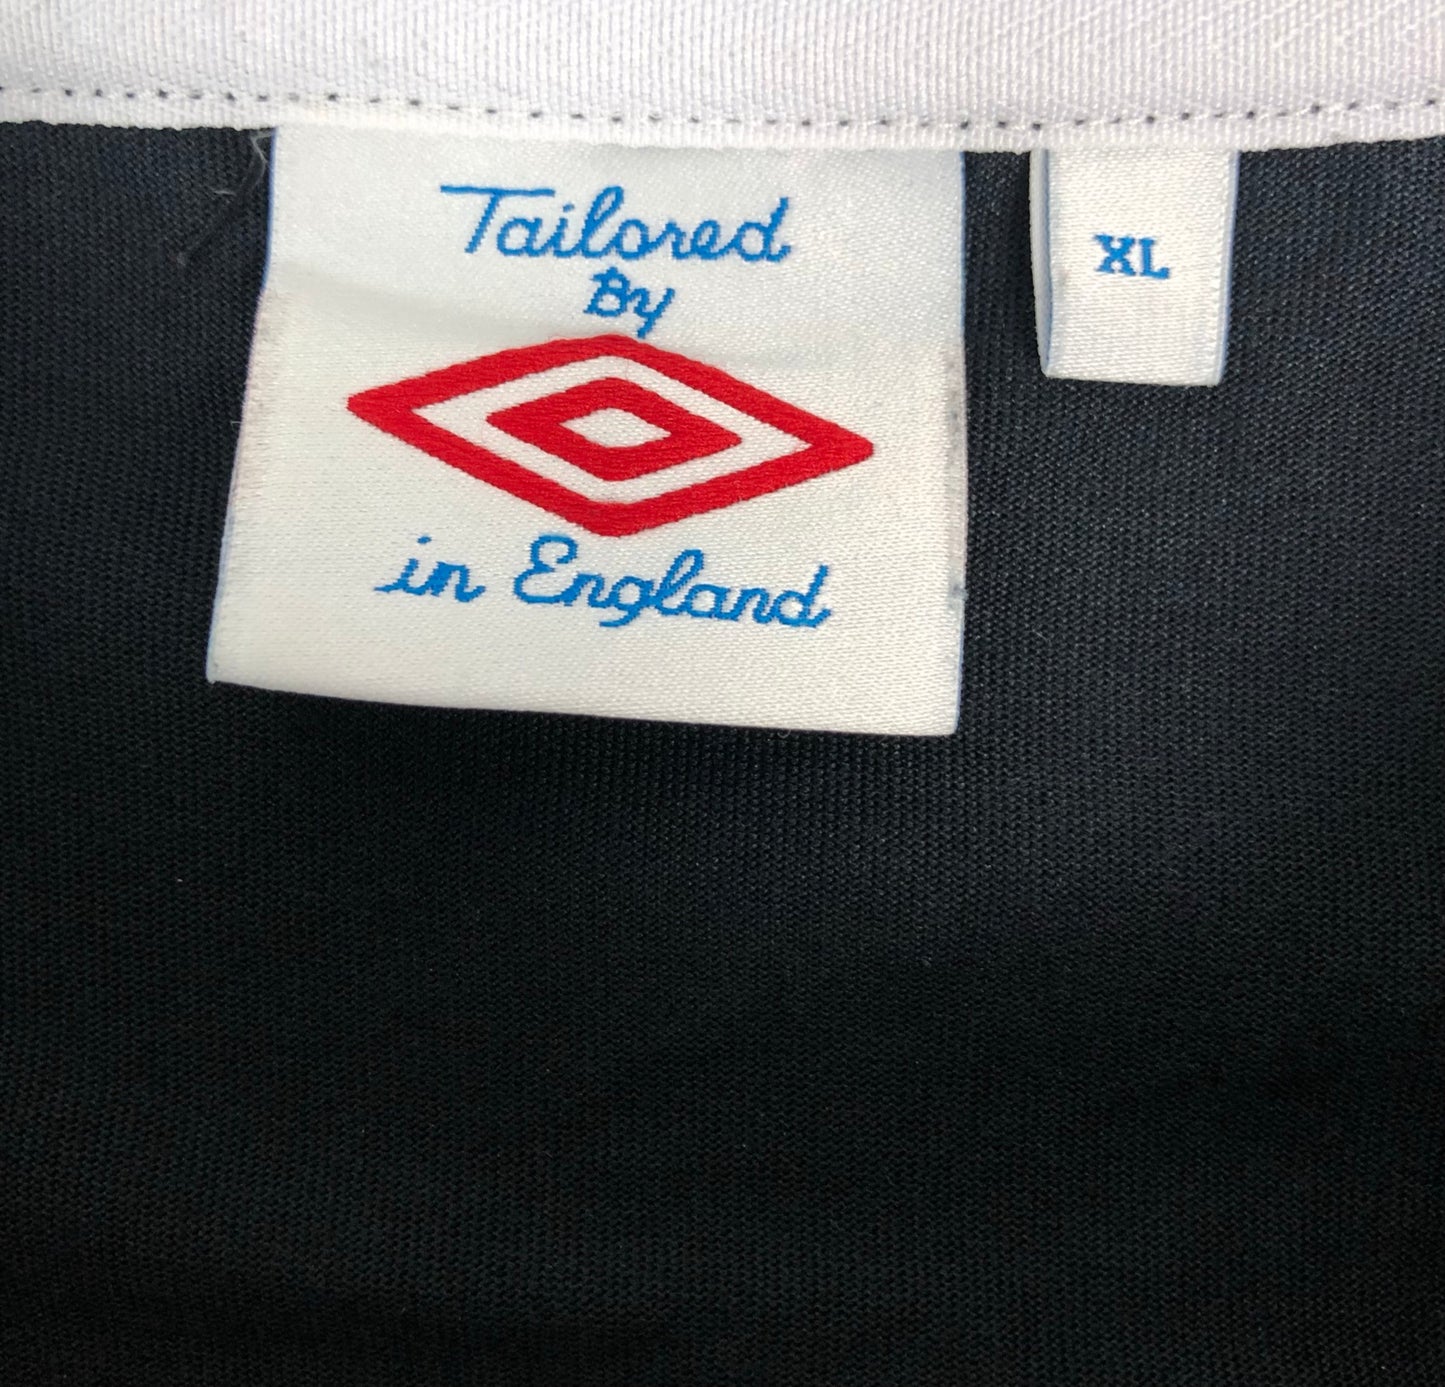 Tailored
By
in England
XL